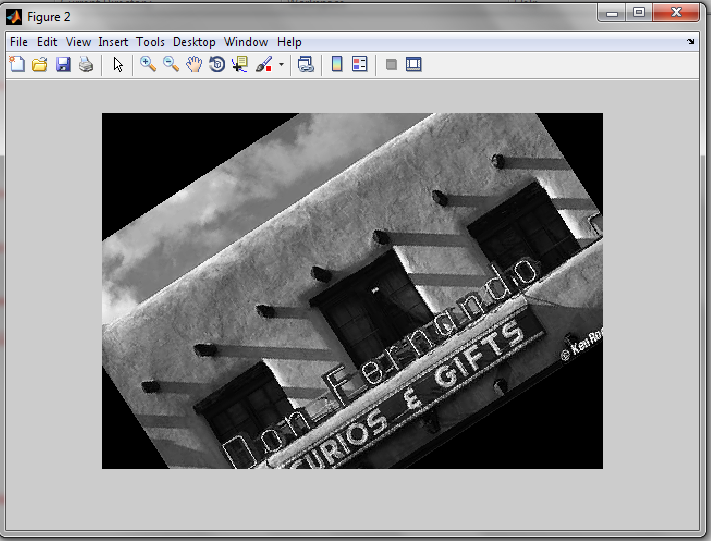 Figure 2
File Edit View Insert Tools Desktop Window Help
Don Fernando
CURIOS & GIFTS